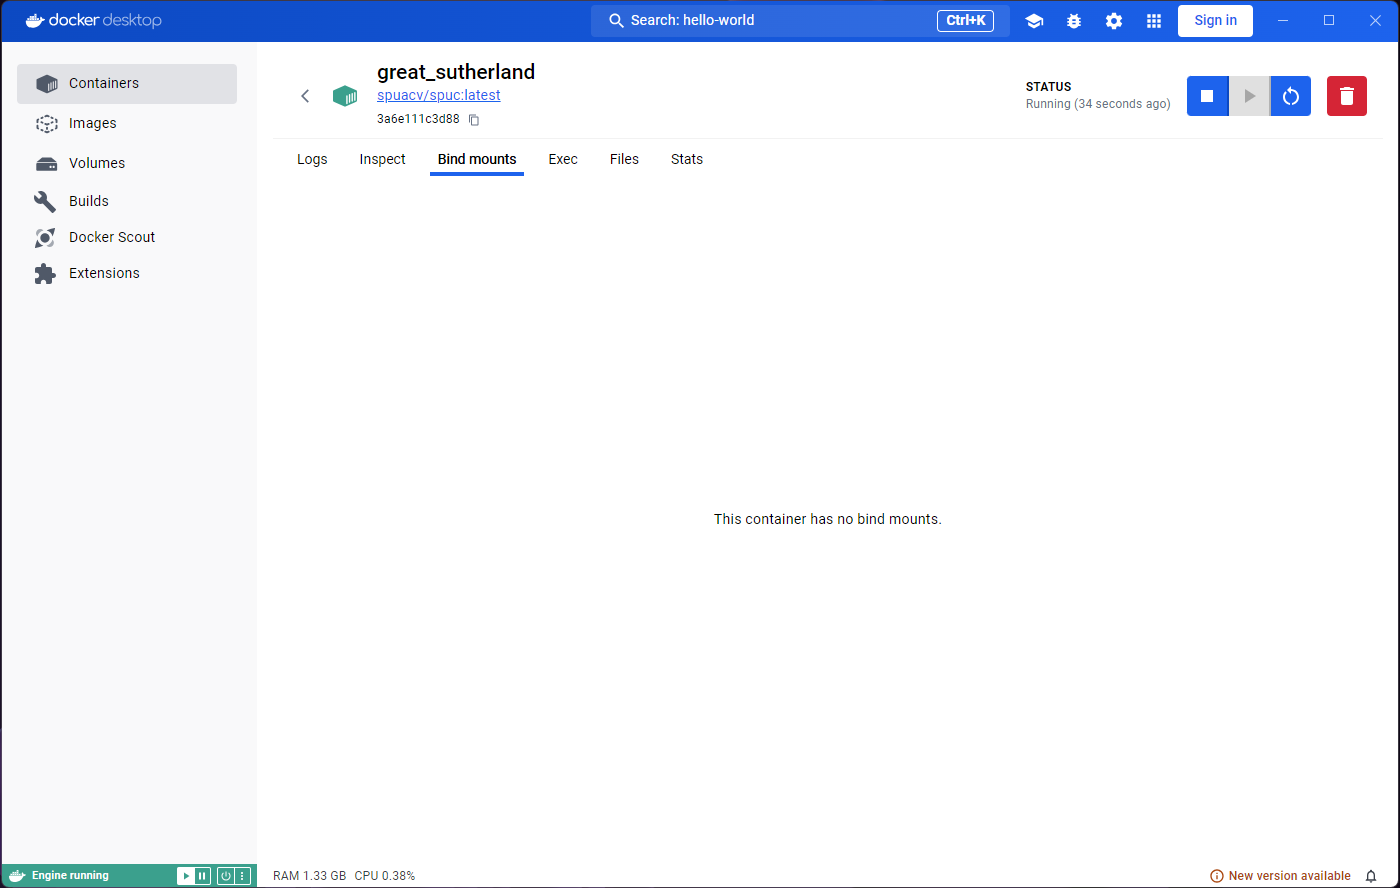 docker desktop
Search: hello-world
Ctrl+K
Sign in
Containers
Images
Volumes
Builds
Docker Scout
Extensions
great_sutherland
spuacv/spuc:latest
3a6e111c3d88
STATUS
Running (34 seconds ago)
Logs Inspect Bind mounts Exec Files Stats
This container has no bind mounts.
Engine running
RAM 1.33 GB CPU 0.38%
New version available